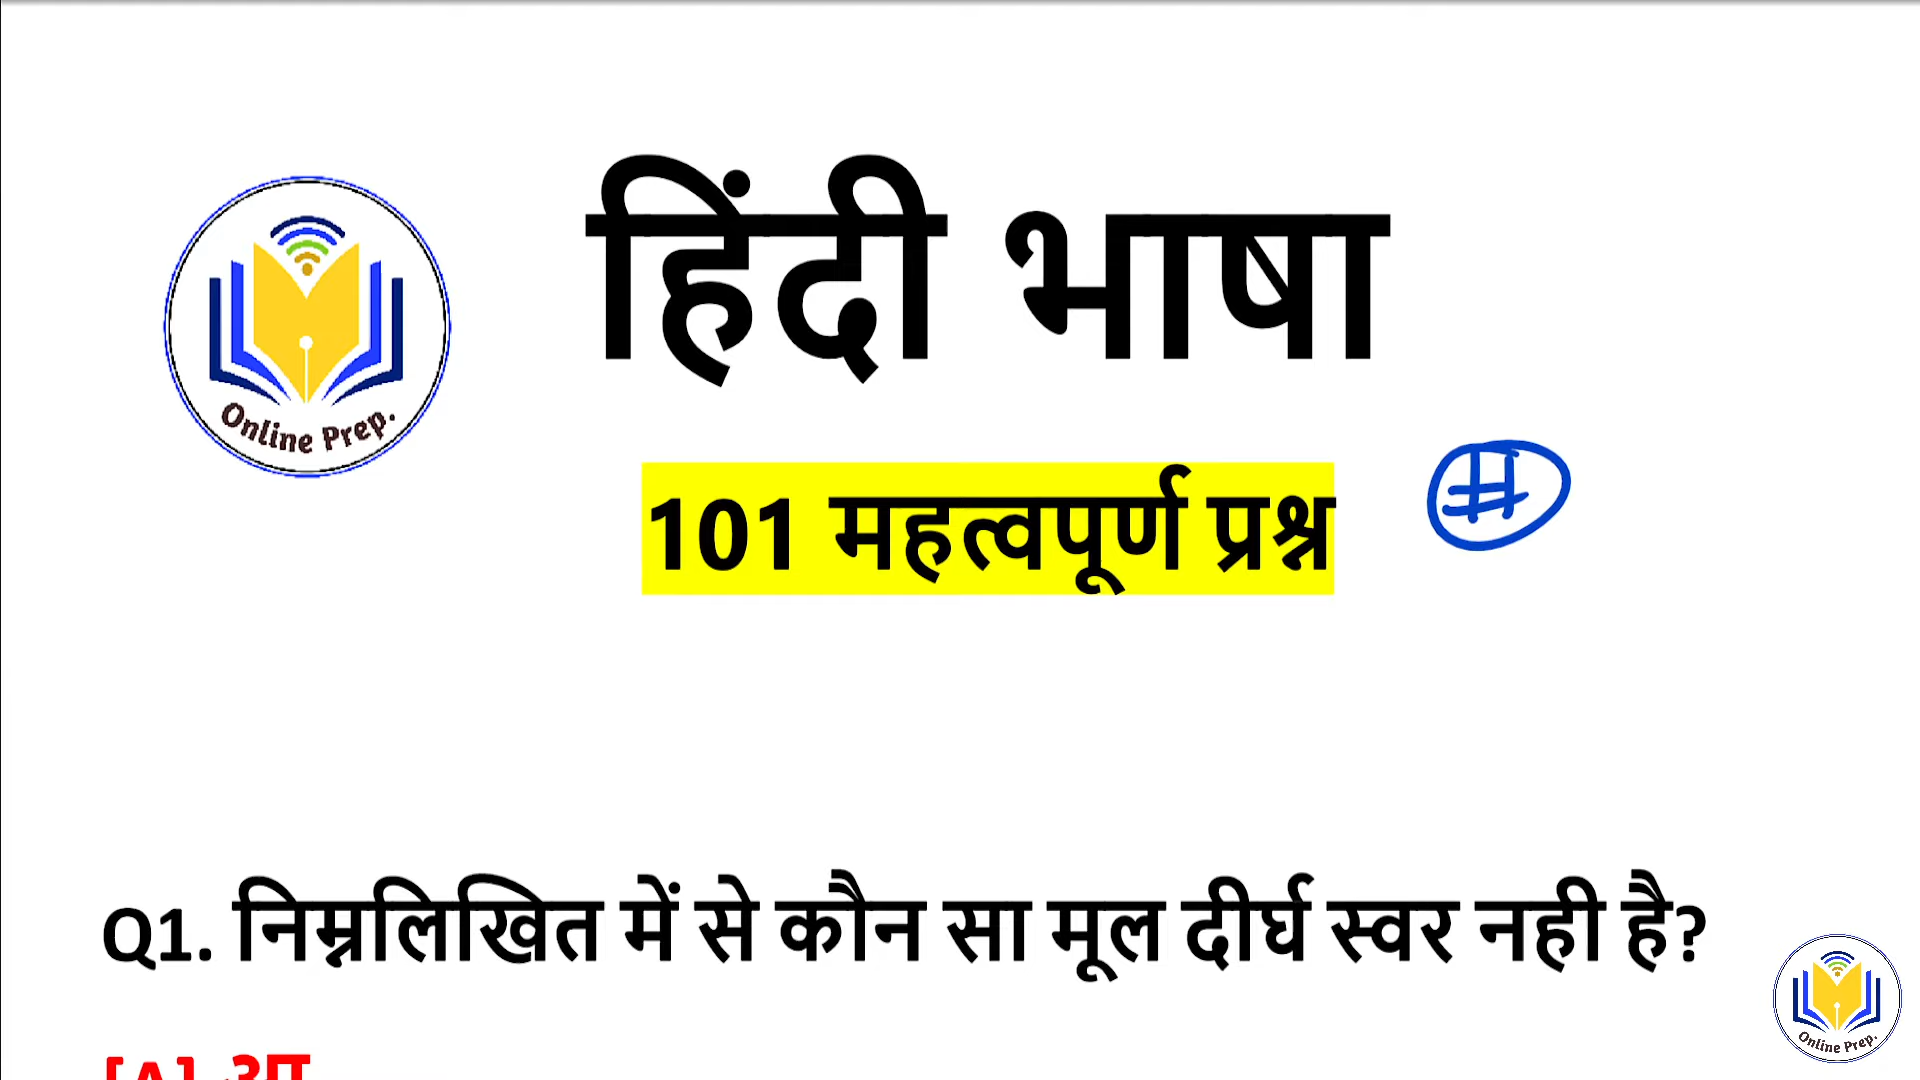 हिंदी भाषा
Online Prep.
101 महत्वपूर्ण प्रश्न
#
Q1. निम्नलिखित में से कौन सा मूल दीर्घ स्वर नही है?
Online Prep.
[A] आ